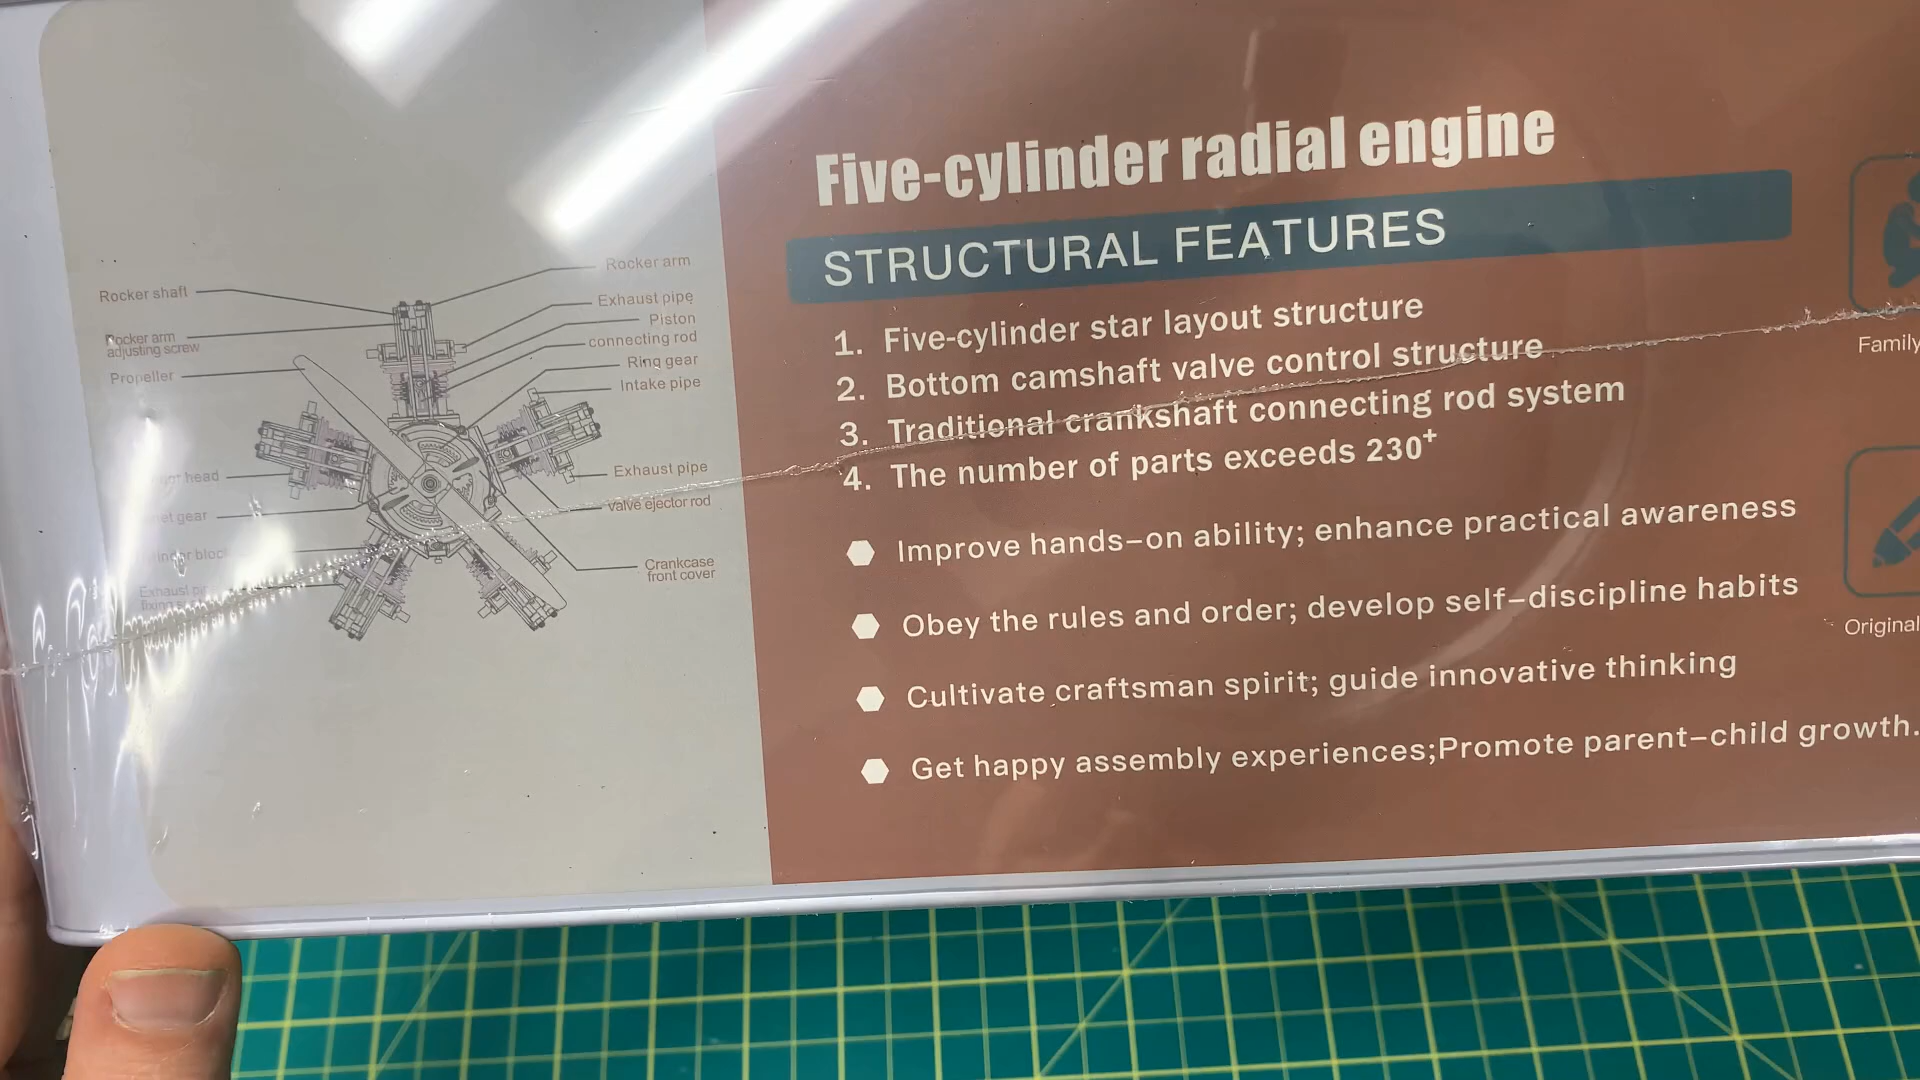 Rocker shaft
Rocker arm
adjusting screw
Propeller
head
gear
Rocker arm
Exhaust pipe
Piston
connecting rod
Ring gear
Intake pipe
Exhaust pipe
Valve ejector rod
Crankcase
front cover
Five-cylinder radial engine
STRUCTURAL FEATURES
1. Five-cylinder star layout structure
2. Bottom camshaft valve control structure
3. Traditional crankshaft connecting rod system
4. The number of parts exceeds 230⁺
Improve hands-on ability; enhance practical awareness
Obey the rules and order; develop self-discipline habits
Cultivate craftsman spirit; guide innovative thinking
Get happy assembly experiences;Promote parent-child growth.
Family
Original